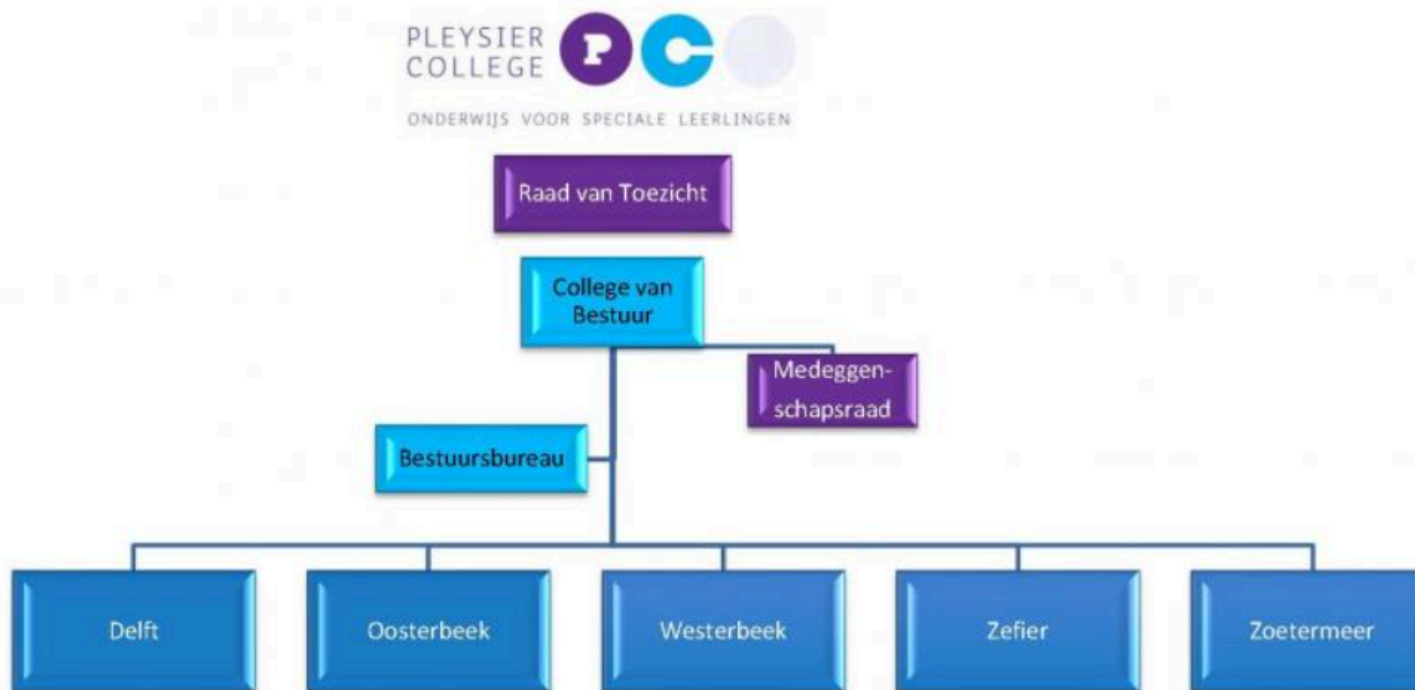 PLEYSIER
COLLEGE
P C
ONDERWIJS VOOR SPECIALE LEERLINGEN
Raad van Toezicht
College van
Bestuur
Medeggen-
schapsraad
Bestuursbureau
Delft
Oosterbeek
Westerbeek
Zefier
Zoetermeer